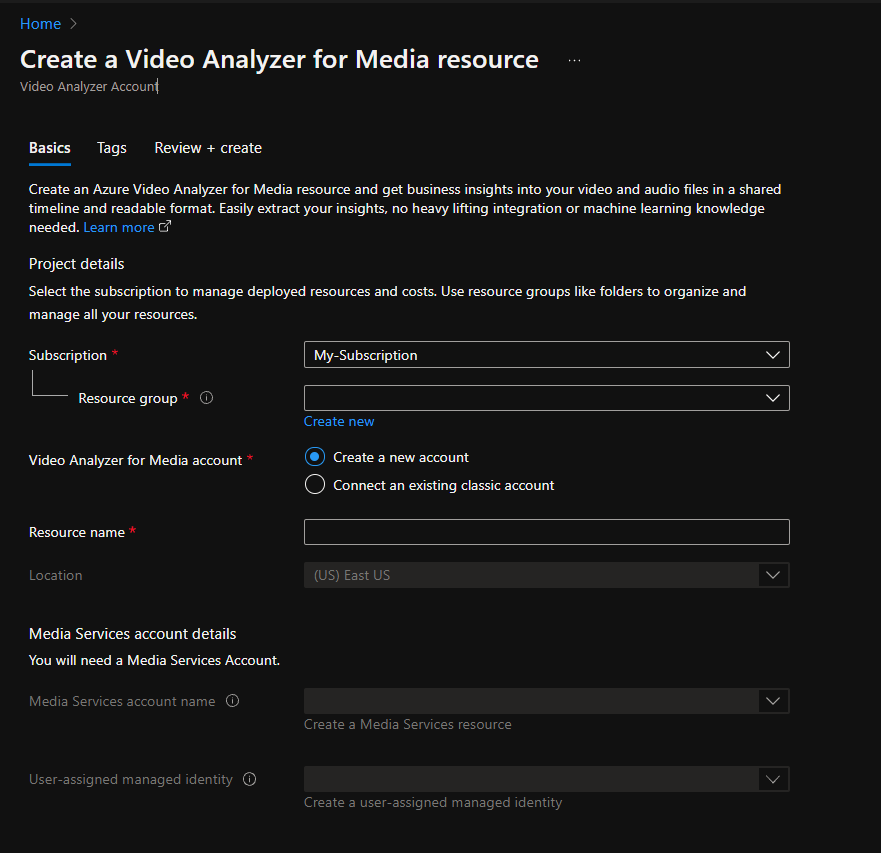 Home
Create a Video Analyzer for Media resource ...
Video Analyzer Account
Basics Tags Review + create
Create an Azure Video Analyzer for Media resource and get business insights into your video and audio files in a shared
timeline and readable format. Easily extract your insights, no heavy lifting integration or machine learning knowledge
needed. Learn more
Project details
Select the subscription to manage deployed resources and costs. Use resource groups like folders to organize and
manage all your resources.
Subscription * My-Subscription
Resource group *
Create new
Video Analyzer for Media account * Create a new account
Connect an existing classic account
Resource name *
Location (US) East US
Media Services account details
You will need a Media Services Account.
Media Services account name
Create a Media Services resource
User-assigned managed identity
Create a user-assigned managed identity